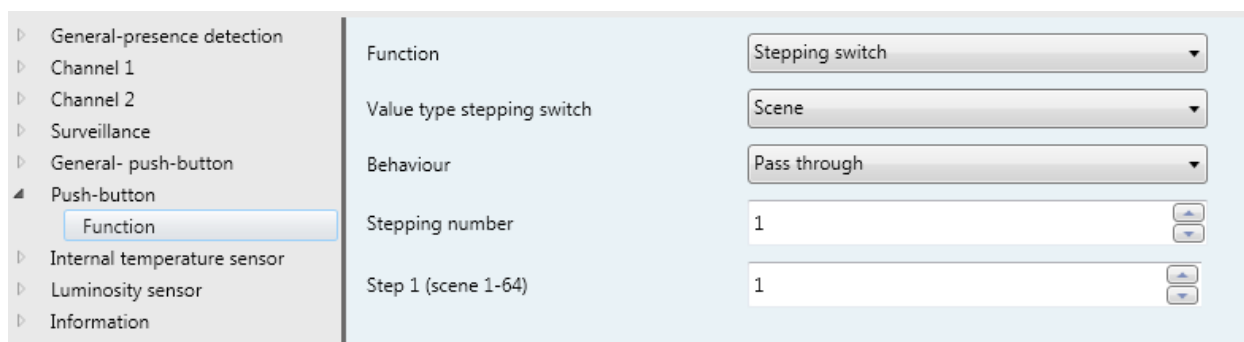 General-presence detection
Channel 1
Channel 2
Surveillance
General- push-button
Push-button
Function
Internal temperature sensor
Luminosity sensor
Information
Function Stepping switch
Value type stepping switch Scene
Behaviour Pass through
Stepping number 1
Step 1 (scene 1-64) 1